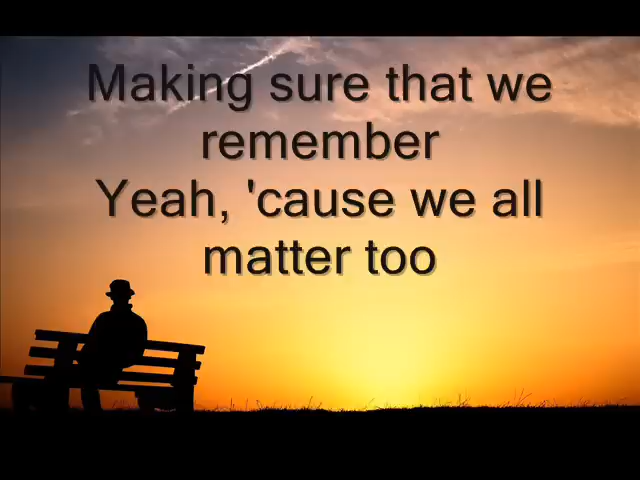 Making sure that we
remember
Yeah, 'cause we all
matter too